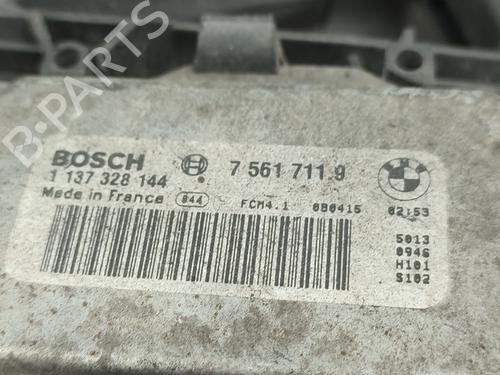 B-PARTS
BOSCH 7 561 711.9
1 137 328 144
Made in France 044 FCM4.1 080415 02:53
5013
0946
H101
S102
BMW